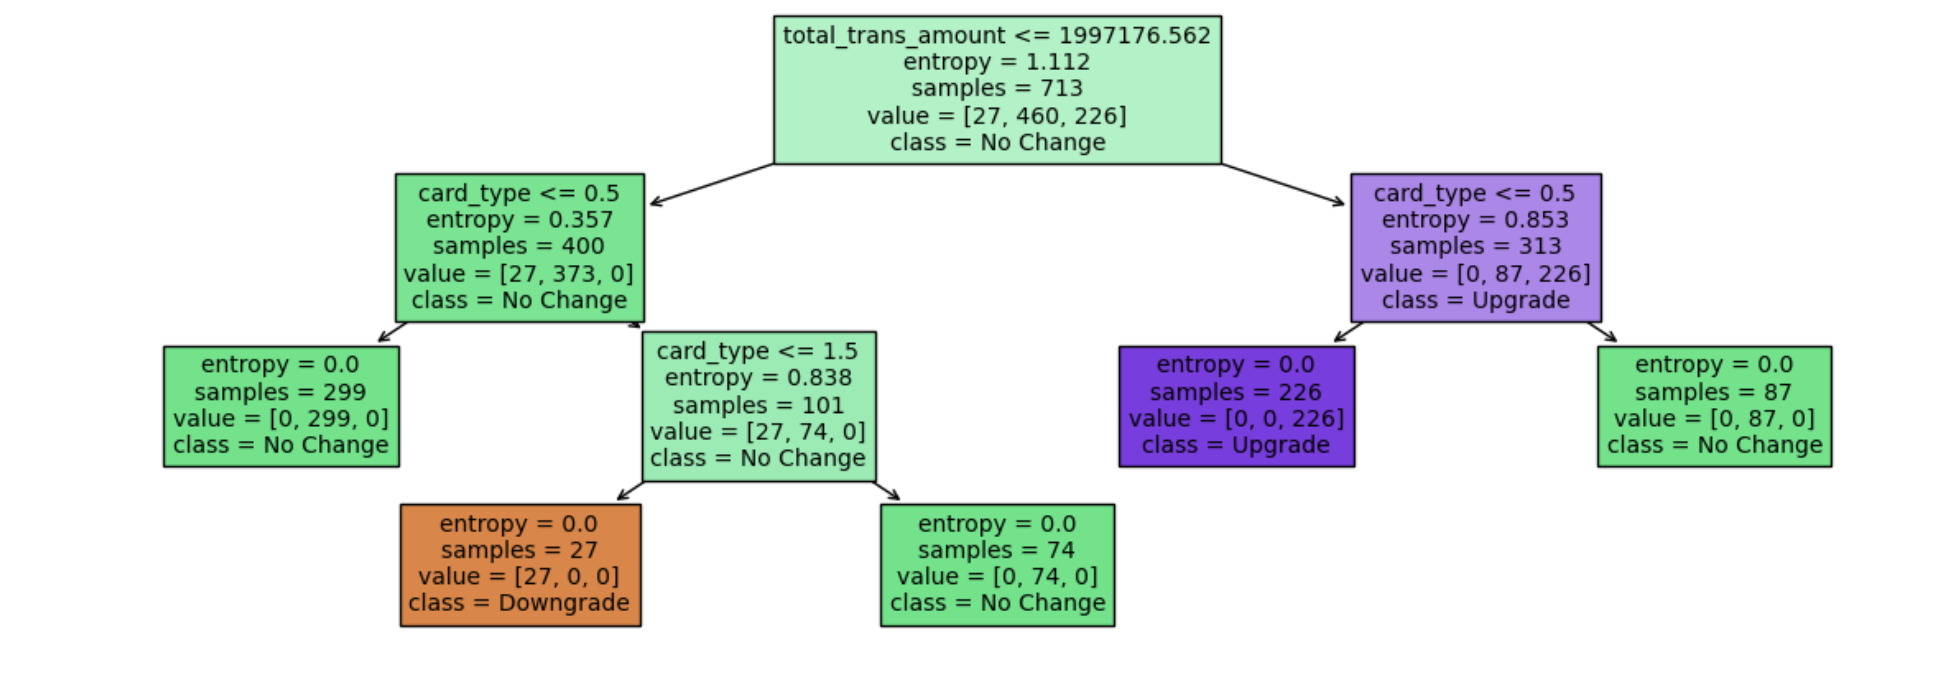 total_trans_amount <= 1997176.562
entropy = 1.112
samples = 713
value = [27, 460, 226]
class = No Change
card_type <= 0.5
entropy = 0.357
samples = 400
value = [27, 373, 0]
class = No Change
card_type <= 0.5
entropy = 0.853
samples = 313
value = [0, 87, 226]
class = Upgrade
entropy = 0.0
samples = 299
value = [0, 299, 0]
class = No Change
card_type <= 1.5
entropy = 0.838
samples = 101
value = [27, 74, 0]
class = No Change
entropy = 0.0
samples = 226
value = [0, 0, 226]
class = Upgrade
entropy = 0.0
samples = 87
value = [0, 87, 0]
class = No Change
entropy = 0.0
samples = 27
value = [27, 0, 0]
class = Downgrade
entropy = 0.0
samples = 74
value = [0, 74, 0]
class = No Change